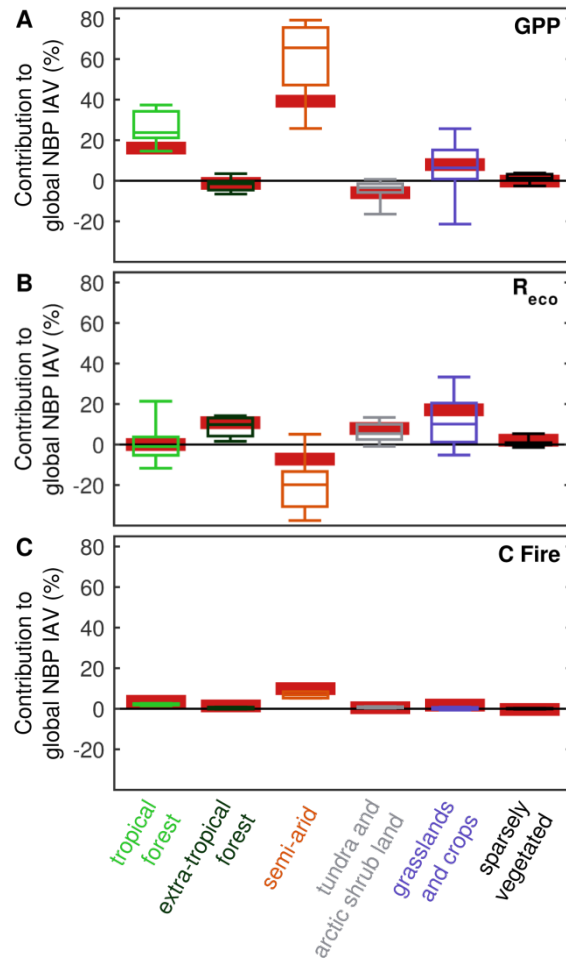 A
GPP
Contribution to
global NBP IAV (%)
80
60
40
20
0
-20
B
R_eco
Contribution to
global NBP IAV (%)
80
60
40
20
0
-20
C
C Fire
Contribution to
global NBP IAV (%)
80
60
40
20
0
-20
tropical
forest
extra-tropical
forest
semi-arid
tundra and
arctic shrub land
grasslands
and crops
sparsely
vegetated